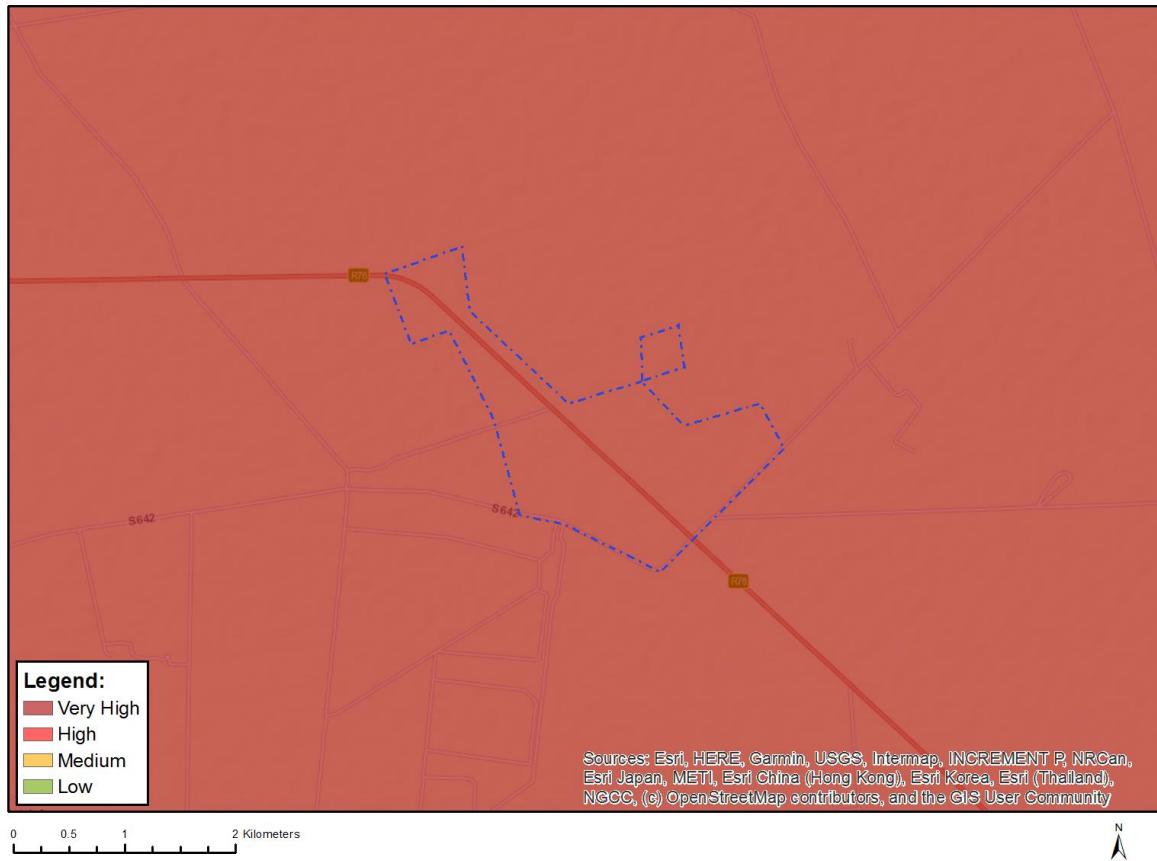 R76
S642
S642
R76
Legend:
Very High
High
Medium
Low
Sources: Esri, HERE, Garmin, USGS, Intermap, INCREMENT P, NRCan,
Esri Japan, METI, Esri China (Hong Kong), Esri Korea, Esri (Thailand),
NGCC, (c) OpenStreetMap contributors, and the GIS User Community
0 0.5 1 2 Kilometers
N